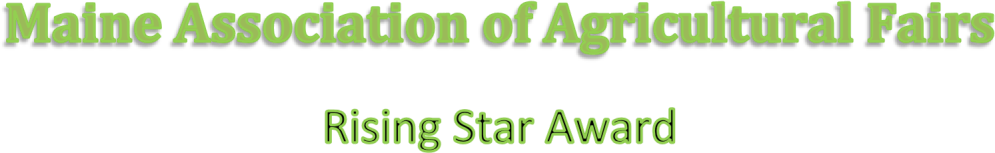 Maine Association of Agricultural Fairs
Rising Star Award